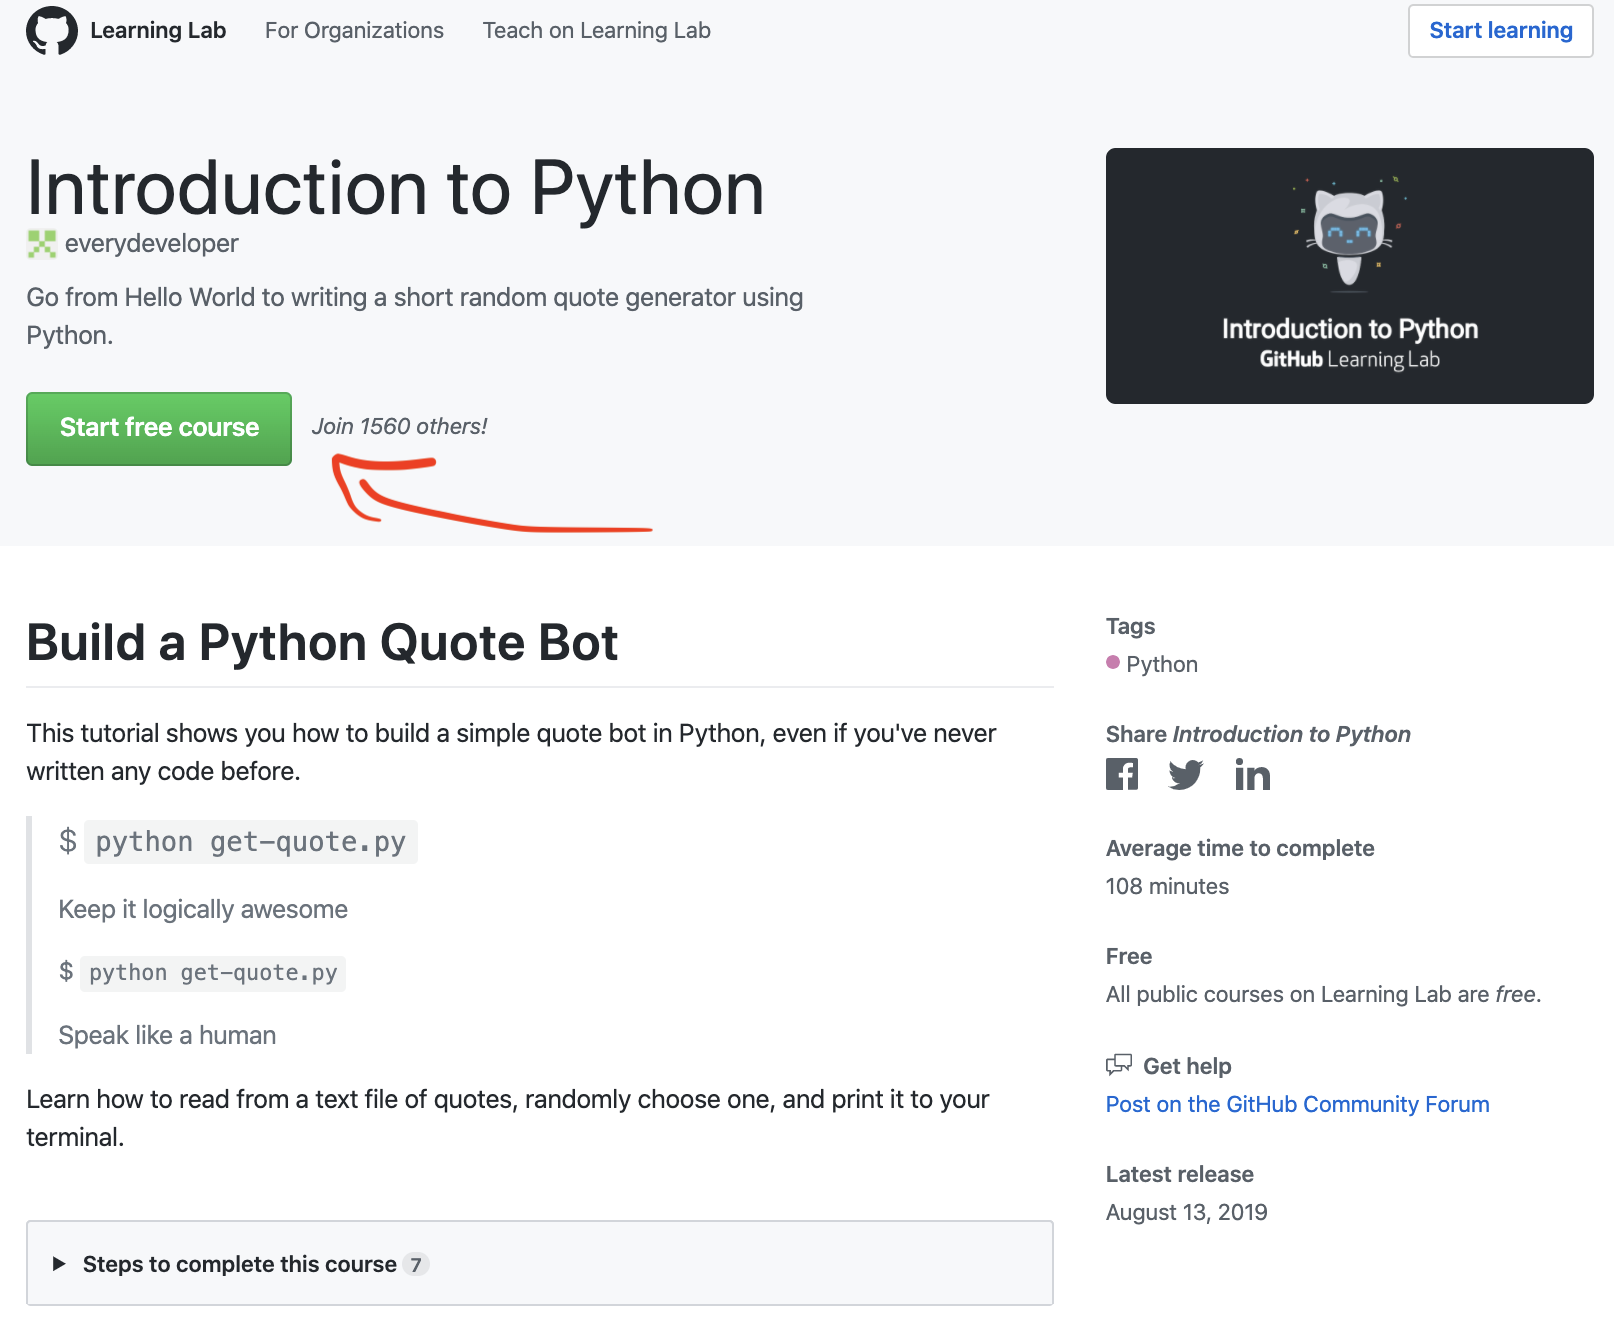 Learning Lab For Organizations Teach on Learning Lab Start learning
Introduction to Python
everydeveloper
Go from Hello World to writing a short random quote generator using
Python.
Start free course Join 1560 others!
Introduction to Python
GitHub Learning Lab
Build a Python Quote Bot
This tutorial shows you how to build a simple quote bot in Python, even if you've never
written any code before.
$ python get-quote.py
Keep it logically awesome
$ python get-quote.py
Speak like a human
Learn how to read from a text file of quotes, randomly choose one, and print it to your
terminal.
Steps to complete this course 7
Tags
Python
Share Introduction to Python
Average time to complete
108 minutes
Free
All public courses on Learning Lab are free.
Get help
Post on the GitHub Community Forum
Latest release
August 13, 2019